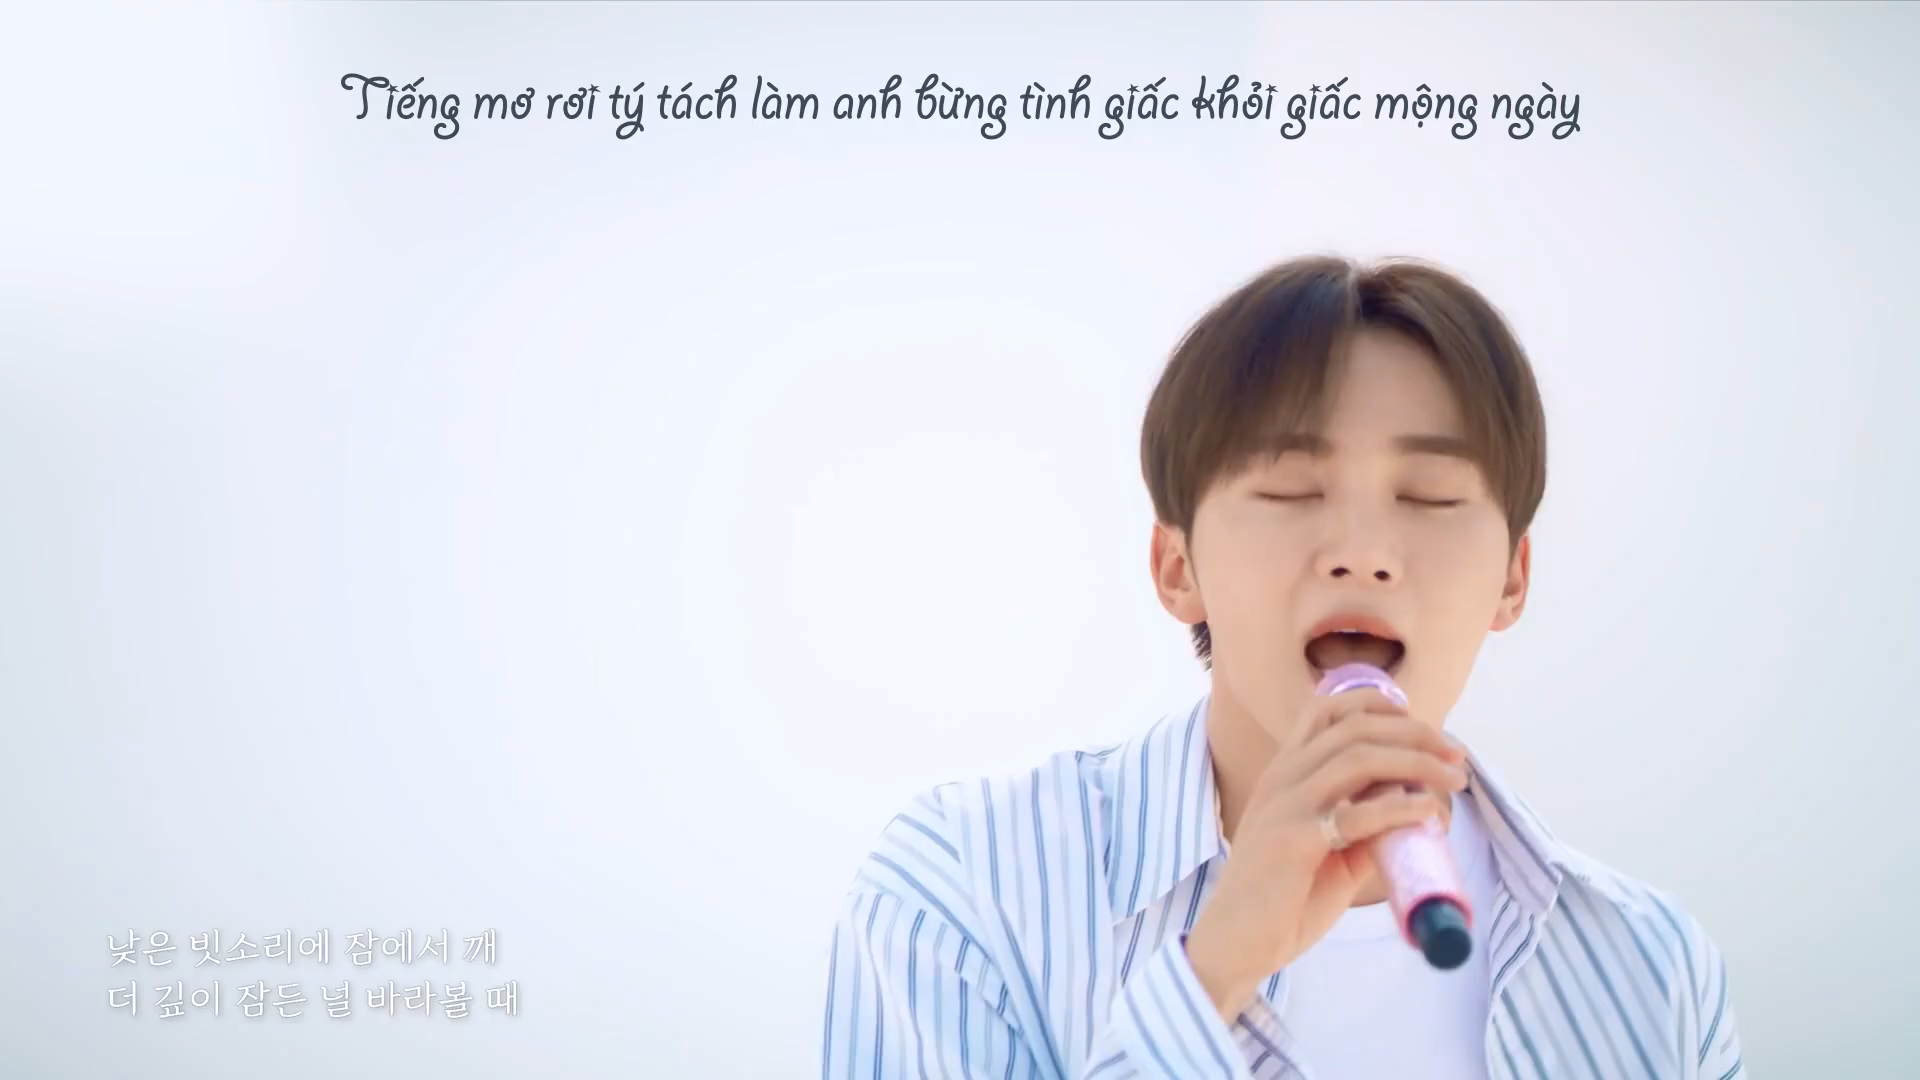 Tiếng mơ rơi tý tách làm anh bừng tình giấc khỏi giấc mộng ngày
낮은 빗소리에 잠에서 깨
더 깊이 잠든 널 바라볼 때